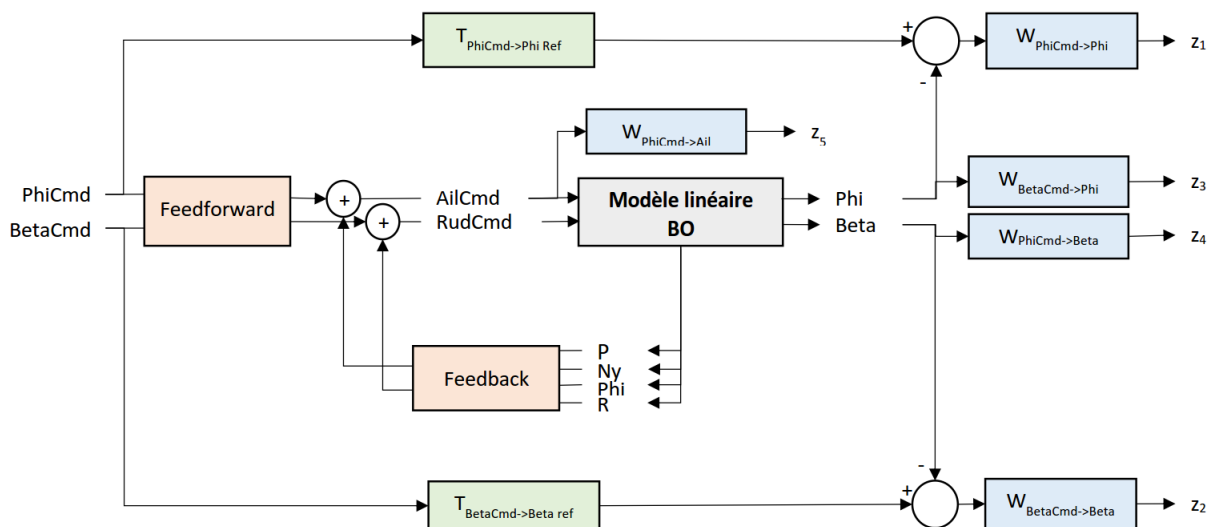 T PhiCmd->Phi Ref
+
-
W PhiCmd->Phi
z1
W PhiCmd->Ail
z5
PhiCmd
BetaCmd
Feedforward
+
+
AilCmd
RudCmd
Modèle linéaire
BO
Phi
Beta
W BetaCmd->Phi
z3
W PhiCmd->Beta
z4
Feedback
P
Ny
Phi
R
T BetaCmd->Beta ref
-
+
W BetaCmd->Beta
z2